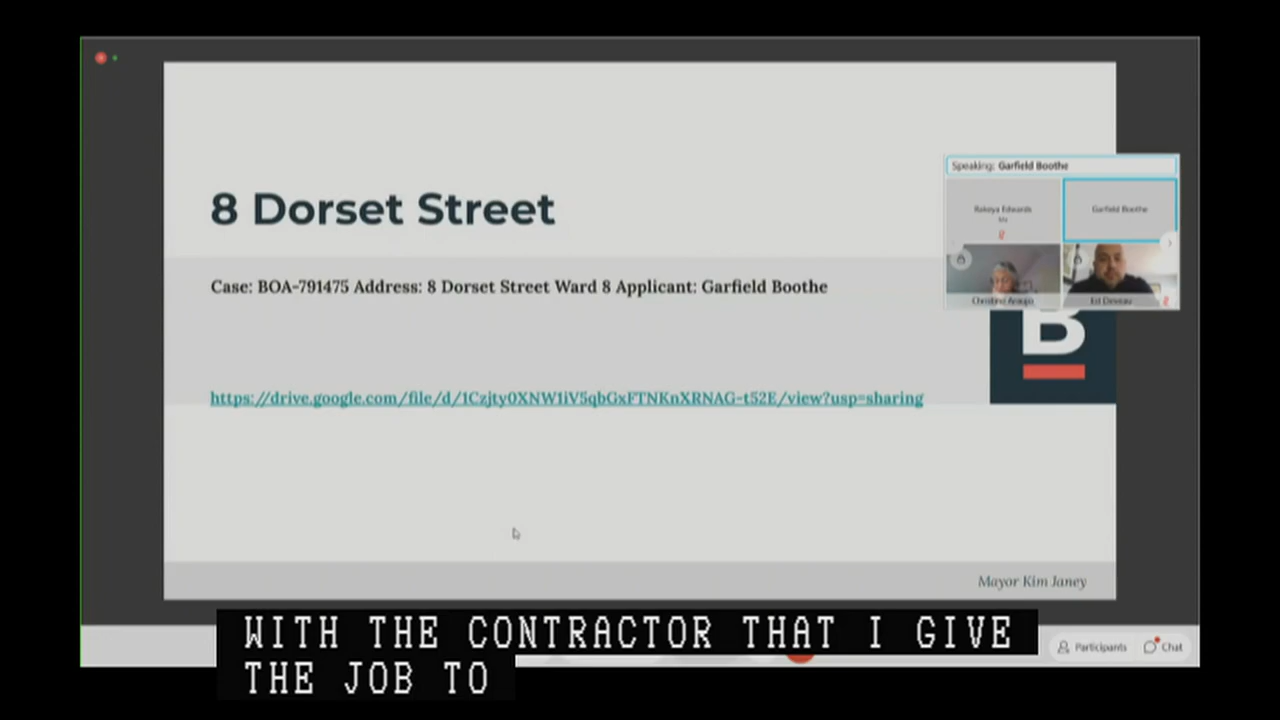 8 Dorset Street
Case: BOA-791475 Address: 8 Dorset Street Ward 8 Applicant: Garfield Boothe
https://drive.google.com/file/d/1Czjty0XNW1iV5qbGxFTNKnXRNAG-t52E/view?usp=sharing
Speaking: Garfield Boothe
Rokeya Edwards
Garfield Boothe
Christine Araujo
Ed Deveau
B
Mayor Kim Janey
WITH THE CONTRACTOR THAT I GIVE
THE JOB TO
Participants
Chat